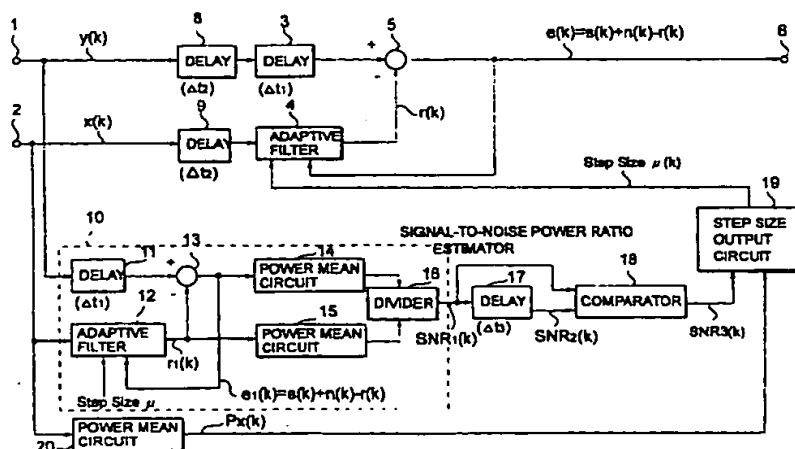 1
y(k)
8
DELAY
(Δt2)
3
DELAY
(Δt1)
+
-
5
e(k)=s(k)+n(k)-r(k)
6
2
x(k)
9
DELAY
(Δt2)
4
ADAPTIVE
FILTER
r(k)
Step Size μ(k)
19
STEP SIZE
OUTPUT
CIRCUIT
10
SIGNAL-TO-NOISE POWER RATIO
ESTIMATOR
11
DELAY
(Δt1)
+
-
13
14
POWER MEAN
CIRCUIT
16
DIVIDER
17
DELAY
(Δt3)
18
COMPARATOR
12
ADAPTIVE
FILTER
r1(k)
15
POWER MEAN
CIRCUIT
SNR1(k)
SNR2(k)
SNR3(k)
Step Size μ
e1(k)=s(k)+n(k)-r(k)
20
POWER MEAN
CIRCUIT
Px(k)